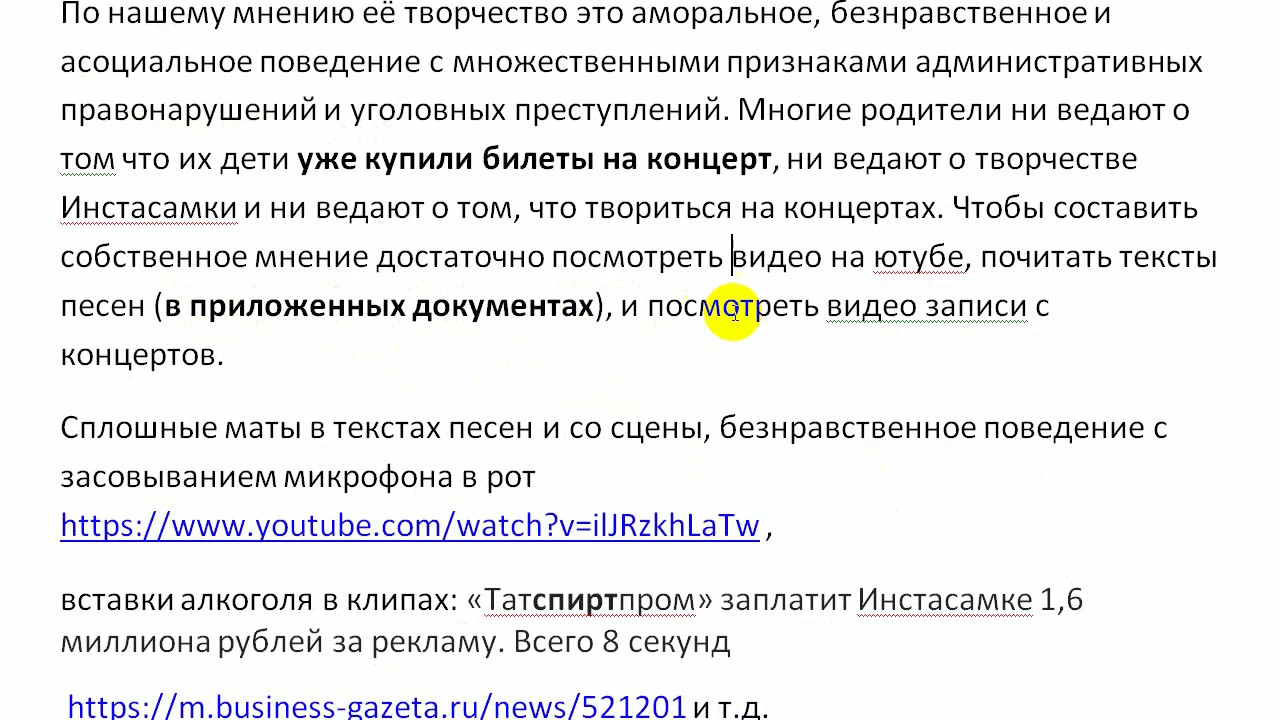 По нашему мнению её творчество это аморальное, безнравственное и
асоциальное поведение с множественными признаками административных
правонарушений и уголовных преступлений. Многие родители ни ведают о
том что их дети уже купили билеты на концерт, ни ведают о творчестве
Инстасамки и ни ведают о том, что твориться на концертах. Чтобы составить
собственное мнение достаточно посмотреть видео на ютубе, почитать тексты
песен (в приложенных документах), и посмотреть видео записи с
концертов.
Сплошные маты в текстах песен и со сцены, безнравственное поведение с
засовыванием микрофона в рот
https://www.youtube.com/watch?v=ilJRzkhLaTw ,
вставки алкоголя в клипах: «Татспиртпром» заплатит Инстасамке 1,6
миллиона рублей за рекламу. Всего 8 секунд
https://m.business-gazeta.ru/news/521201 и т.д.